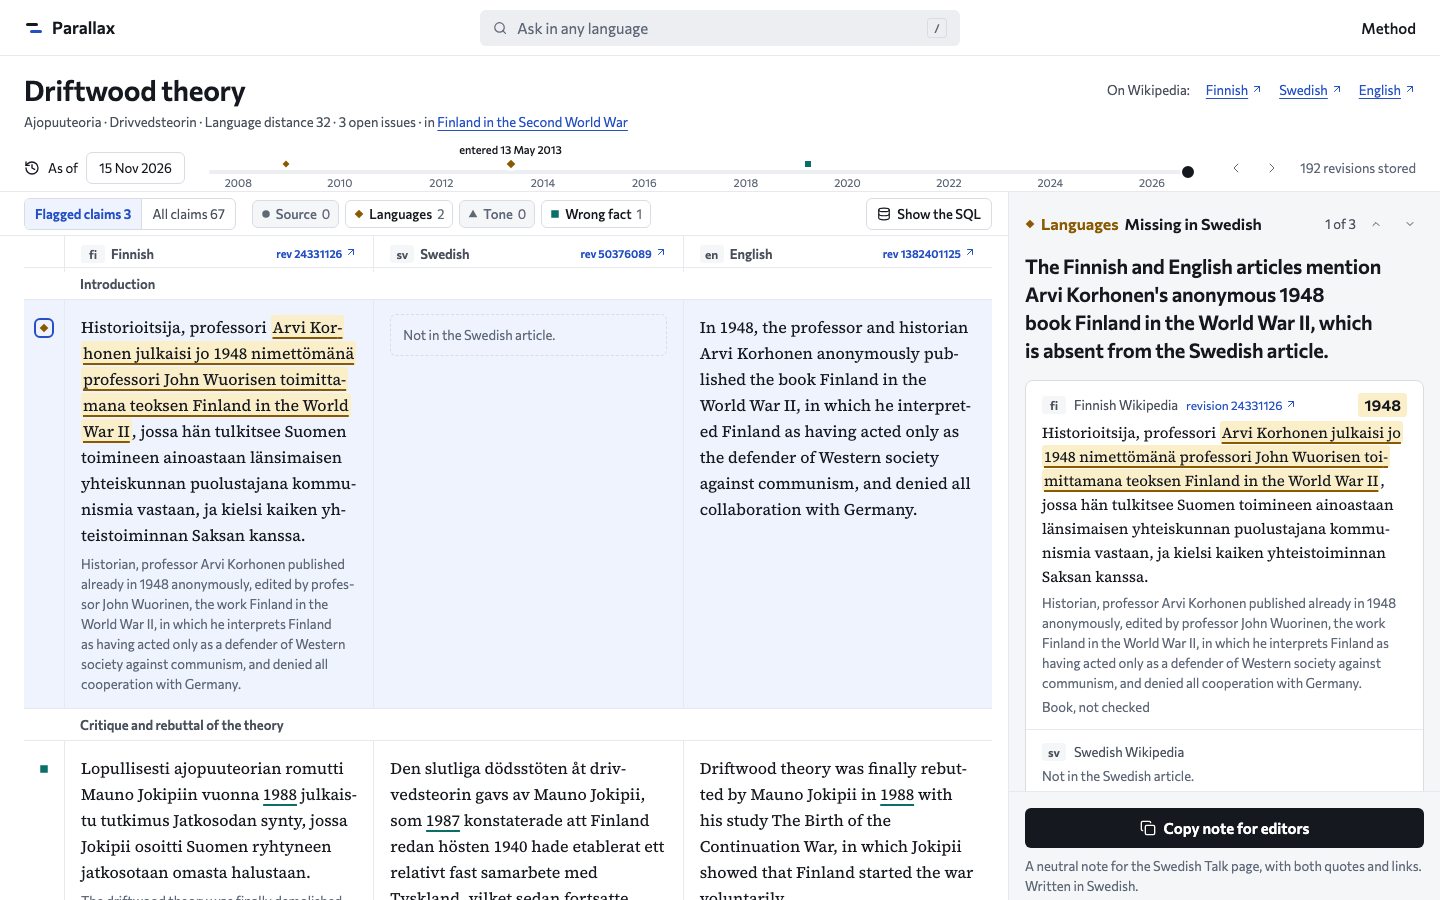 Parallax
Ask in any language
/
Method
Driftwood theory
On Wikipedia: Finnish Swedish English
Ajopuuteoria · Drivvedsteorin · Language distance 32 · 3 open issues · in Finland in the Second World War
entered 13 May 2013
As of 15 Nov 2026
2008 2010 2012 2014 2016 2018 2020 2022 2024 2026
192 revisions stored
Flagged claims 3
All claims 67
Source 0
Languages 2
Tone 0
Wrong fact 1
Show the SQL
fi Finnish rev 24331126
sv Swedish rev 50376089
en English rev 1382401125
Introduction
Historioitsija, professori Arvi Kor-
honen julkaisi jo 1948 nimettömänä
professori John Wuorisen toimitta-
mana teoksen Finland in the World
War II, jossa hän tulkitsee Suomen
toimineen ainoastaan länsimaisen
yhteiskunnan puolustajana kommu-
nismia vastaan, ja kielsi kaiken yh-
teistoiminnan Saksan kanssa.
Historian, professor Arvi Korhonen published
already in 1948 anonymously, edited by profes-
sor John Wuorinen, the work Finland in the
World War II, in which he interprets Finland
as having acted only as a defender of Western
society against communism, and denied all
cooperation with Germany.
Not in the Swedish article.
In 1948, the professor and historian
Arvi Korhonen anonymously pub-
lished the book Finland in the
World War II, in which he interpret-
ed Finland as having acted only as
the defender of Western society
against communism, and denied all
collaboration with Germany.
Critique and rebuttal of the theory
Lopullisesti ajopuuteorian romutti
Mauno Jokipiin vuonna 1988 julkais-
tu tutkimus Jatkosodan synty, jossa
Jokipii osoitti Suomen ryhtyneen
jatkosotaan omasta halustaan.
The driftwood theory was finally demolished
Den slutliga dödsstöten åt driv-
vedsteorin gavs av Mauno Jokipii,
som 1987 konstaterade att Finland
redan hösten 1940 hade etablerat ett
relativt fast samarbete med
Tyskland, vilket sedan fortsatte
Driftwood theory was finally rebut-
ted by Mauno Jokipii in 1988 with
his study The Birth of the
Continuation War, in which Jokipii
showed that Finland started the war
voluntarily.
Languages Missing in Swedish
1 of 3
The Finnish and English articles mention
Arvi Korhonen's anonymous 1948
book Finland in the World War II, which
is absent from the Swedish article.
fi Finnish Wikipedia revision 24331126 1948
Historioitsija, professori Arvi Korhonen julkaisi jo
1948 nimettömänä professori John Wuorisen toi-
mittamana teoksen Finland in the World War II,
jossa hän tulkitsee Suomen toimineen ainoastaan
länsimaisen yhteiskunnan puolustajana kommu-
nismia vastaan, ja kielsi kaiken yhteistoiminnan
Saksan kanssa.
Historian, professor Arvi Korhonen published already in 1948
anonymously, edited by professor John Wuorinen, the work
Finland in the World War II, in which he interprets Finland as
having acted only as a defender of Western society against
communism, and denied all cooperation with Germany.
Book, not checked
sv Swedish Wikipedia
Not in the Swedish article.
Copy note for editors
A neutral note for the Swedish Talk page, with both quotes and links.
Written in Swedish.